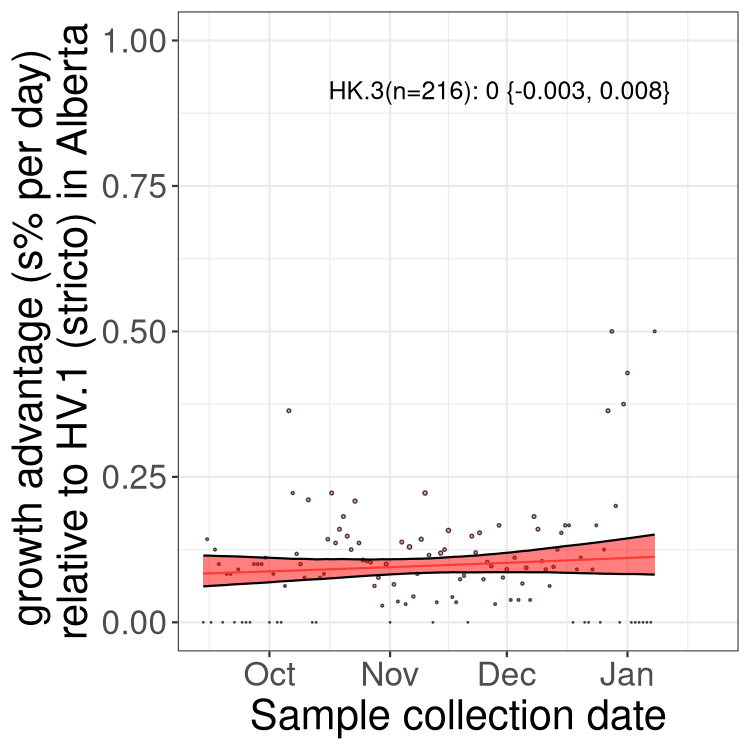 growth advantage (s% per day)
relative to HV.1 (stricto) in Alberta
1.00
0.75
0.50
0.25
0.00
HK.3(n=216): 0 {-0.003, 0.008}
Oct Nov Dec Jan
Sample collection date